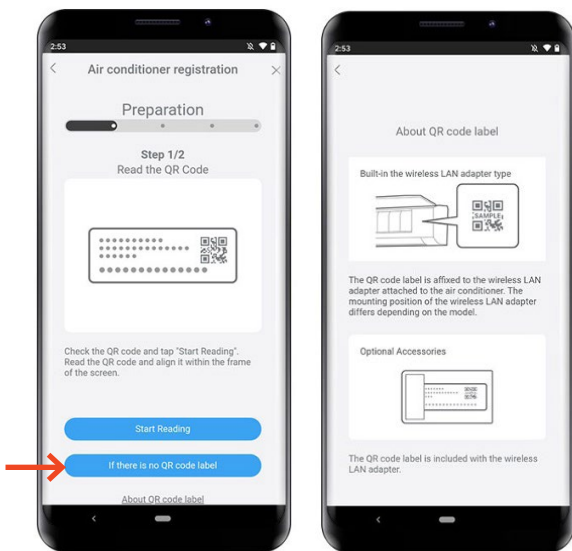 2:53
Air conditioner registration
Preparation
Step 1/2
Read the QR Code
Check the QR code and tap "Start Reading".
Read the QR code and align it within the frame
of the screen.
Start Reading
If there is no QR code label
About QR code label
2:53
About QR code label
Built-in the wireless LAN adapter type
SAMPLE
The QR code label is affixed to the wireless LAN
adapter attached to the air conditioner. The
mounting position of the wireless LAN adapter
differs depending on the model.
Optional Accessories
The QR code label is included with the wireless
LAN adapter.